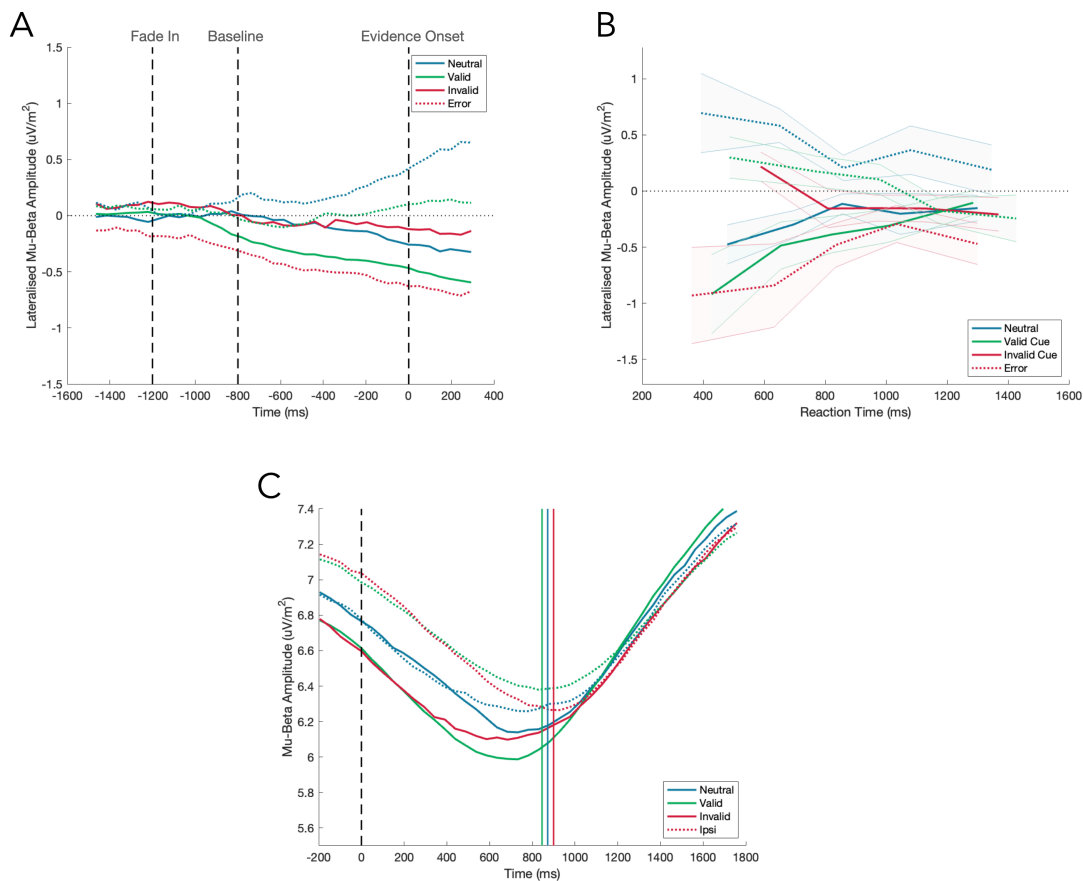 A
Fade In
Baseline
Evidence Onset
1.5
1
0.5
0
-0.5
-1
-1.5
Lateralised Mu-Beta Amplitude (uV/m²)
-1600
-1400
-1200
-1000
-800
-600
-400
-200
0
200
400
Time (ms)
Neutral
Valid
Invalid
Error
B
1
0.5
0
-0.5
-1
-1.5
Lateralised Mu-Beta Amplitude (uV/m²)
200
400
600
800
1000
1200
1400
1600
Reaction Time (ms)
Neutral
Valid Cue
Invalid Cue
Error
C
7.4
7.2
7
6.8
6.6
6.4
6.2
6
5.8
5.6
Mu-Beta Amplitude (uV/m²)
-200
0
200
400
600
800
1000
1200
1400
1600
1800
Time (ms)
Neutral
Valid
Invalid
Ipsi